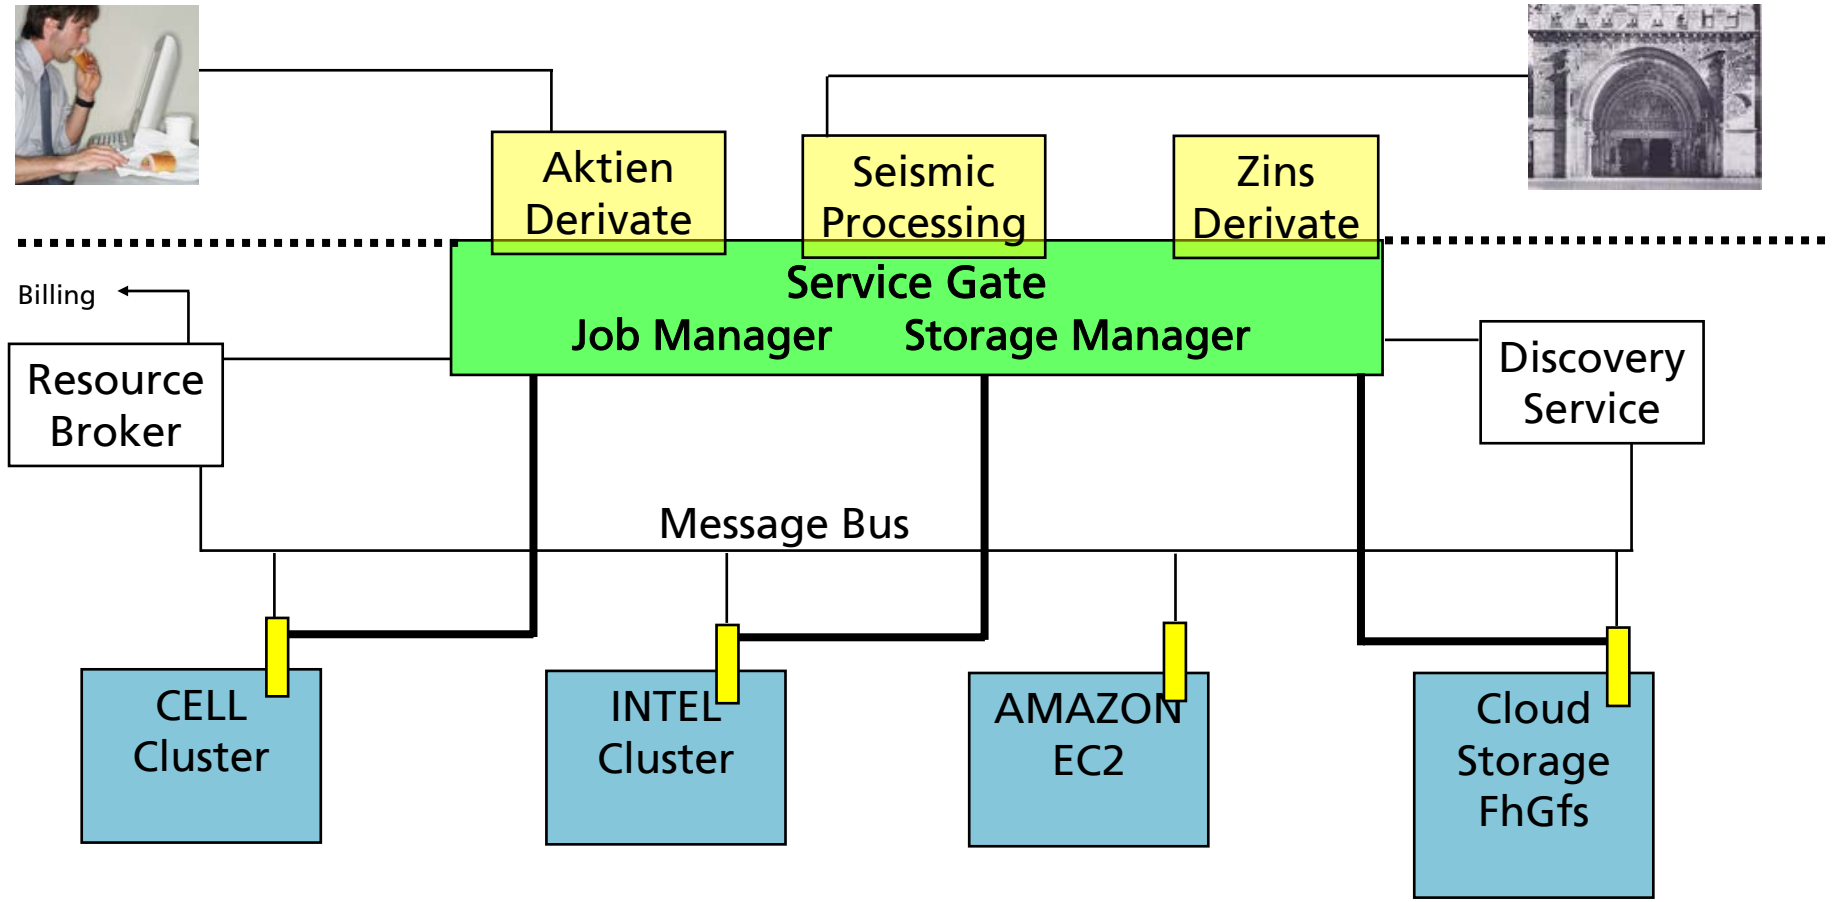 Aktien
Derivate
Seismic
Processing
Zins
Derivate
Service Gate
Job Manager Storage Manager
Billing
Resource
Broker
Discovery
Service
Message Bus
CELL
Cluster
INTEL
Cluster
AMAZON
EC2
Cloud
Storage
FhGfs